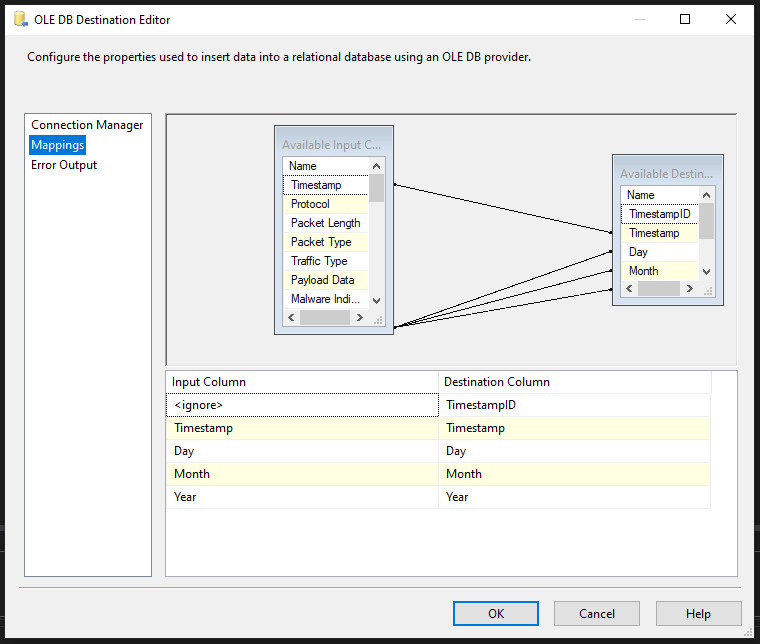 OLE DB Destination Editor
Configure the properties used to insert data into a relational database using an OLE DB provider.
Connection Manager
Mappings
Error Output
Available Input C...
Name
Timestamp
Protocol
Packet Length
Packet Type
Traffic Type
Payload Data
Malware Indi...
Available Destin...
Name
TimestampID
Timestamp
Day
Month
Input Column Destination Column
<ignore> TimestampID
Timestamp Timestamp
Day Day
Month Month
Year Year
OK Cancel Help